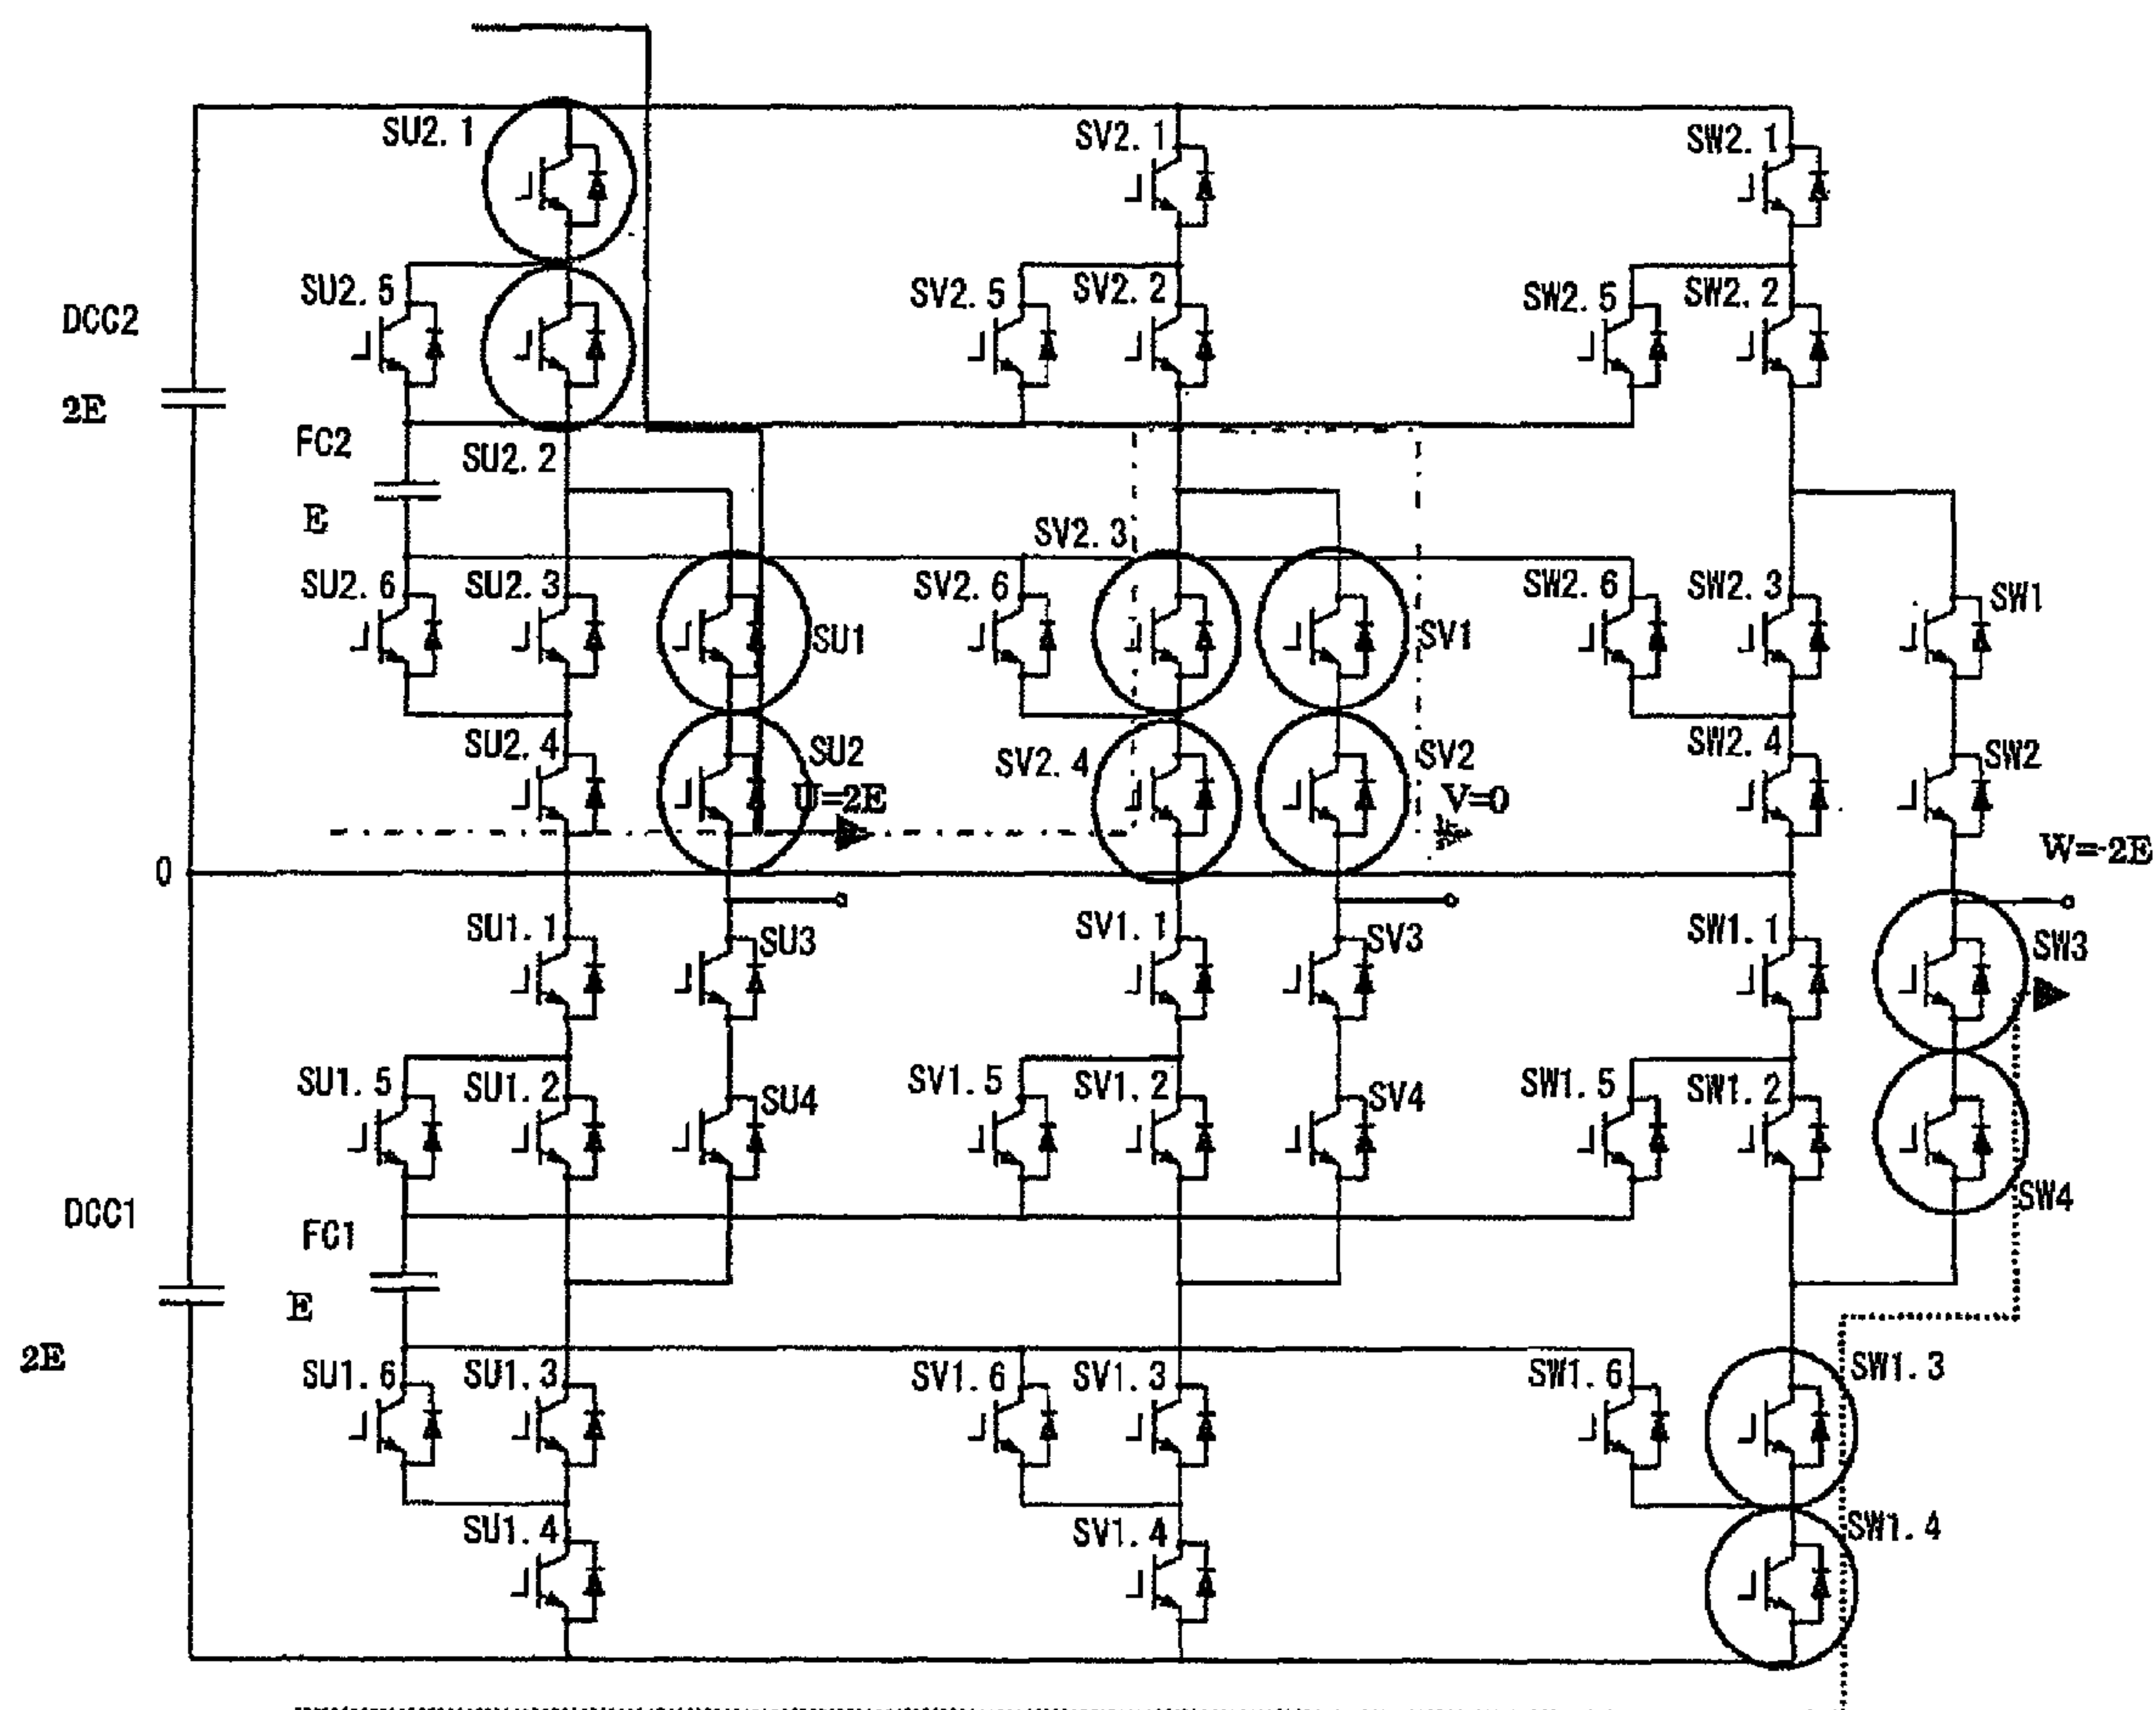 SU2.1 SV2.1 SW2.1
SU2.5 SV2.5 SV2.2 SW2.5 SW2.2
DCC2
2E
FC2 SU2.2
E
SV2.3
SU2.6 SU2.3 SV2.6 SW2.6 SW2.3 SW1
SU1 SV1
SU2.4 SU2 SV2.4 SV2 SW2.4 SW2
U=2E V=0
W=-2E
0
SU1.1 SU3 SV1.1 SV3 SW1.1 SW3
SU1.5 SU1.2 SU4 SV1.5 SV1.2 SV4 SW1.5 SW1.2
SW4
DCC1
FC1
E
2E
SU1.6 SU1.3 SV1.6 SV1.3 SW1.6 SW1.3
SU1.4 SV1.4 SW1.4